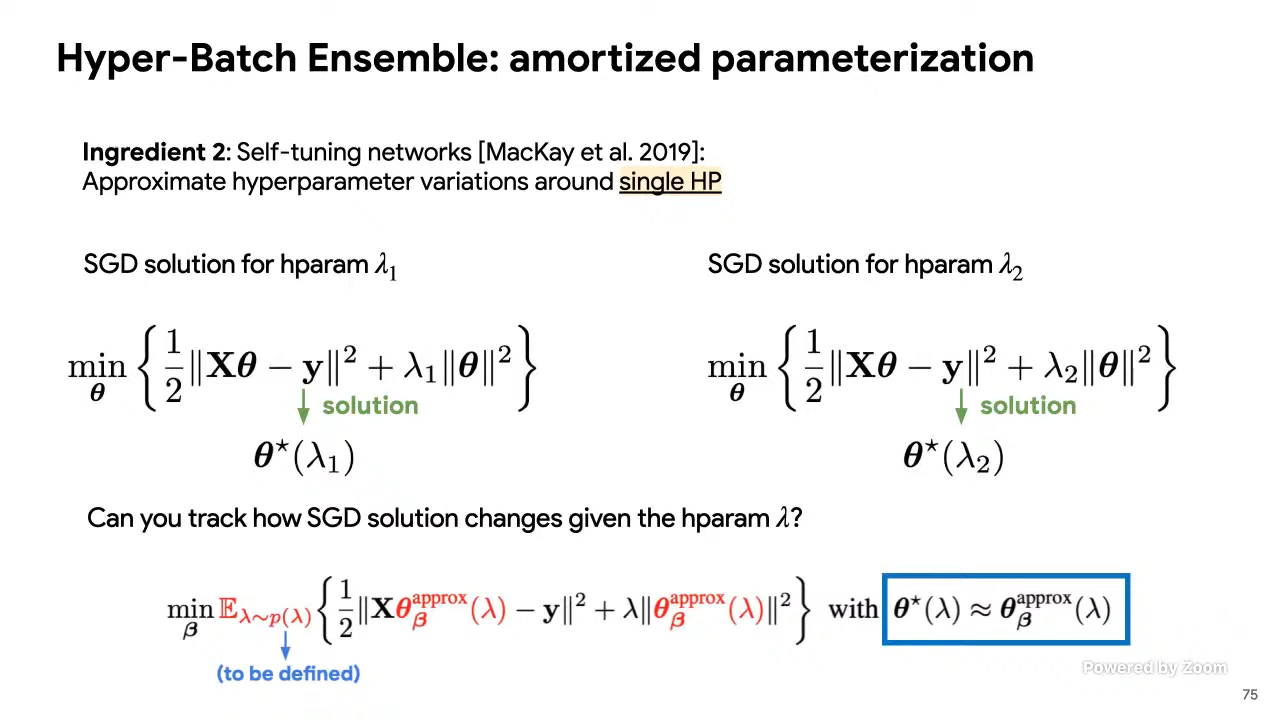 Hyper-Batch Ensemble: amortized parameterization
Ingredient 2: Self-tuning networks [MacKay et al. 2019]:
Approximate hyperparameter variations around single HP
SGD solution for hparam λ₁
SGD solution for hparam λ₂
min_θ { 1/2 ‖Xθ − y‖² + λ₁‖θ‖² }
min_θ { 1/2 ‖Xθ − y‖² + λ₂‖θ‖² }
solution
solution
θ*(λ₁)
θ*(λ₂)
Can you track how SGD solution changes given the hparam λ?
min_β 𝔼_{λ∼p(λ)} { 1/2 ‖Xθ_β^approx(λ) − y‖² + λ‖θ_β^approx(λ)‖² } with θ*(λ) ≈ θ_β^approx(λ)
(to be defined)
Powered by Zoom
75